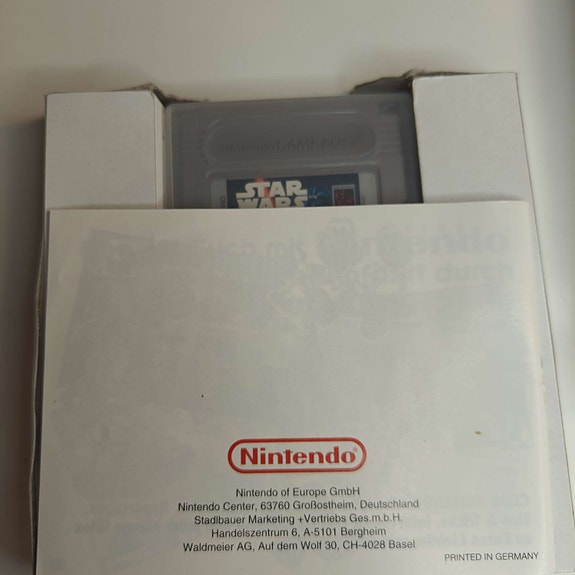 GAME BOY
STAR
WARS
Nintendo®
Nintendo of Europe GmbH
Nintendo Center, 63760 Großostheim, Deutschland
Stadlbauer Marketing +Vertriebs Ges.m.b.H.
Handelszentrum 6, A-5101 Bergheim
Waldmeier AG, Auf dem Wolf 30, CH-4028 Basel
PRINTED IN GERMANY